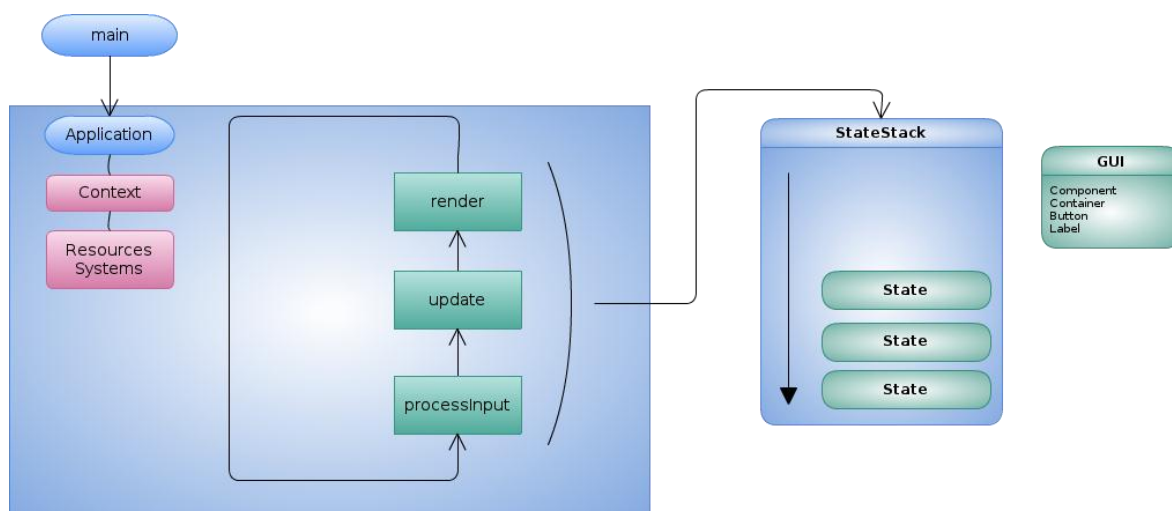 main
Application
Context
Resources
Systems
render
update
processInput
StateStack
State
State
State
GUI
Component
Container
Button
Label